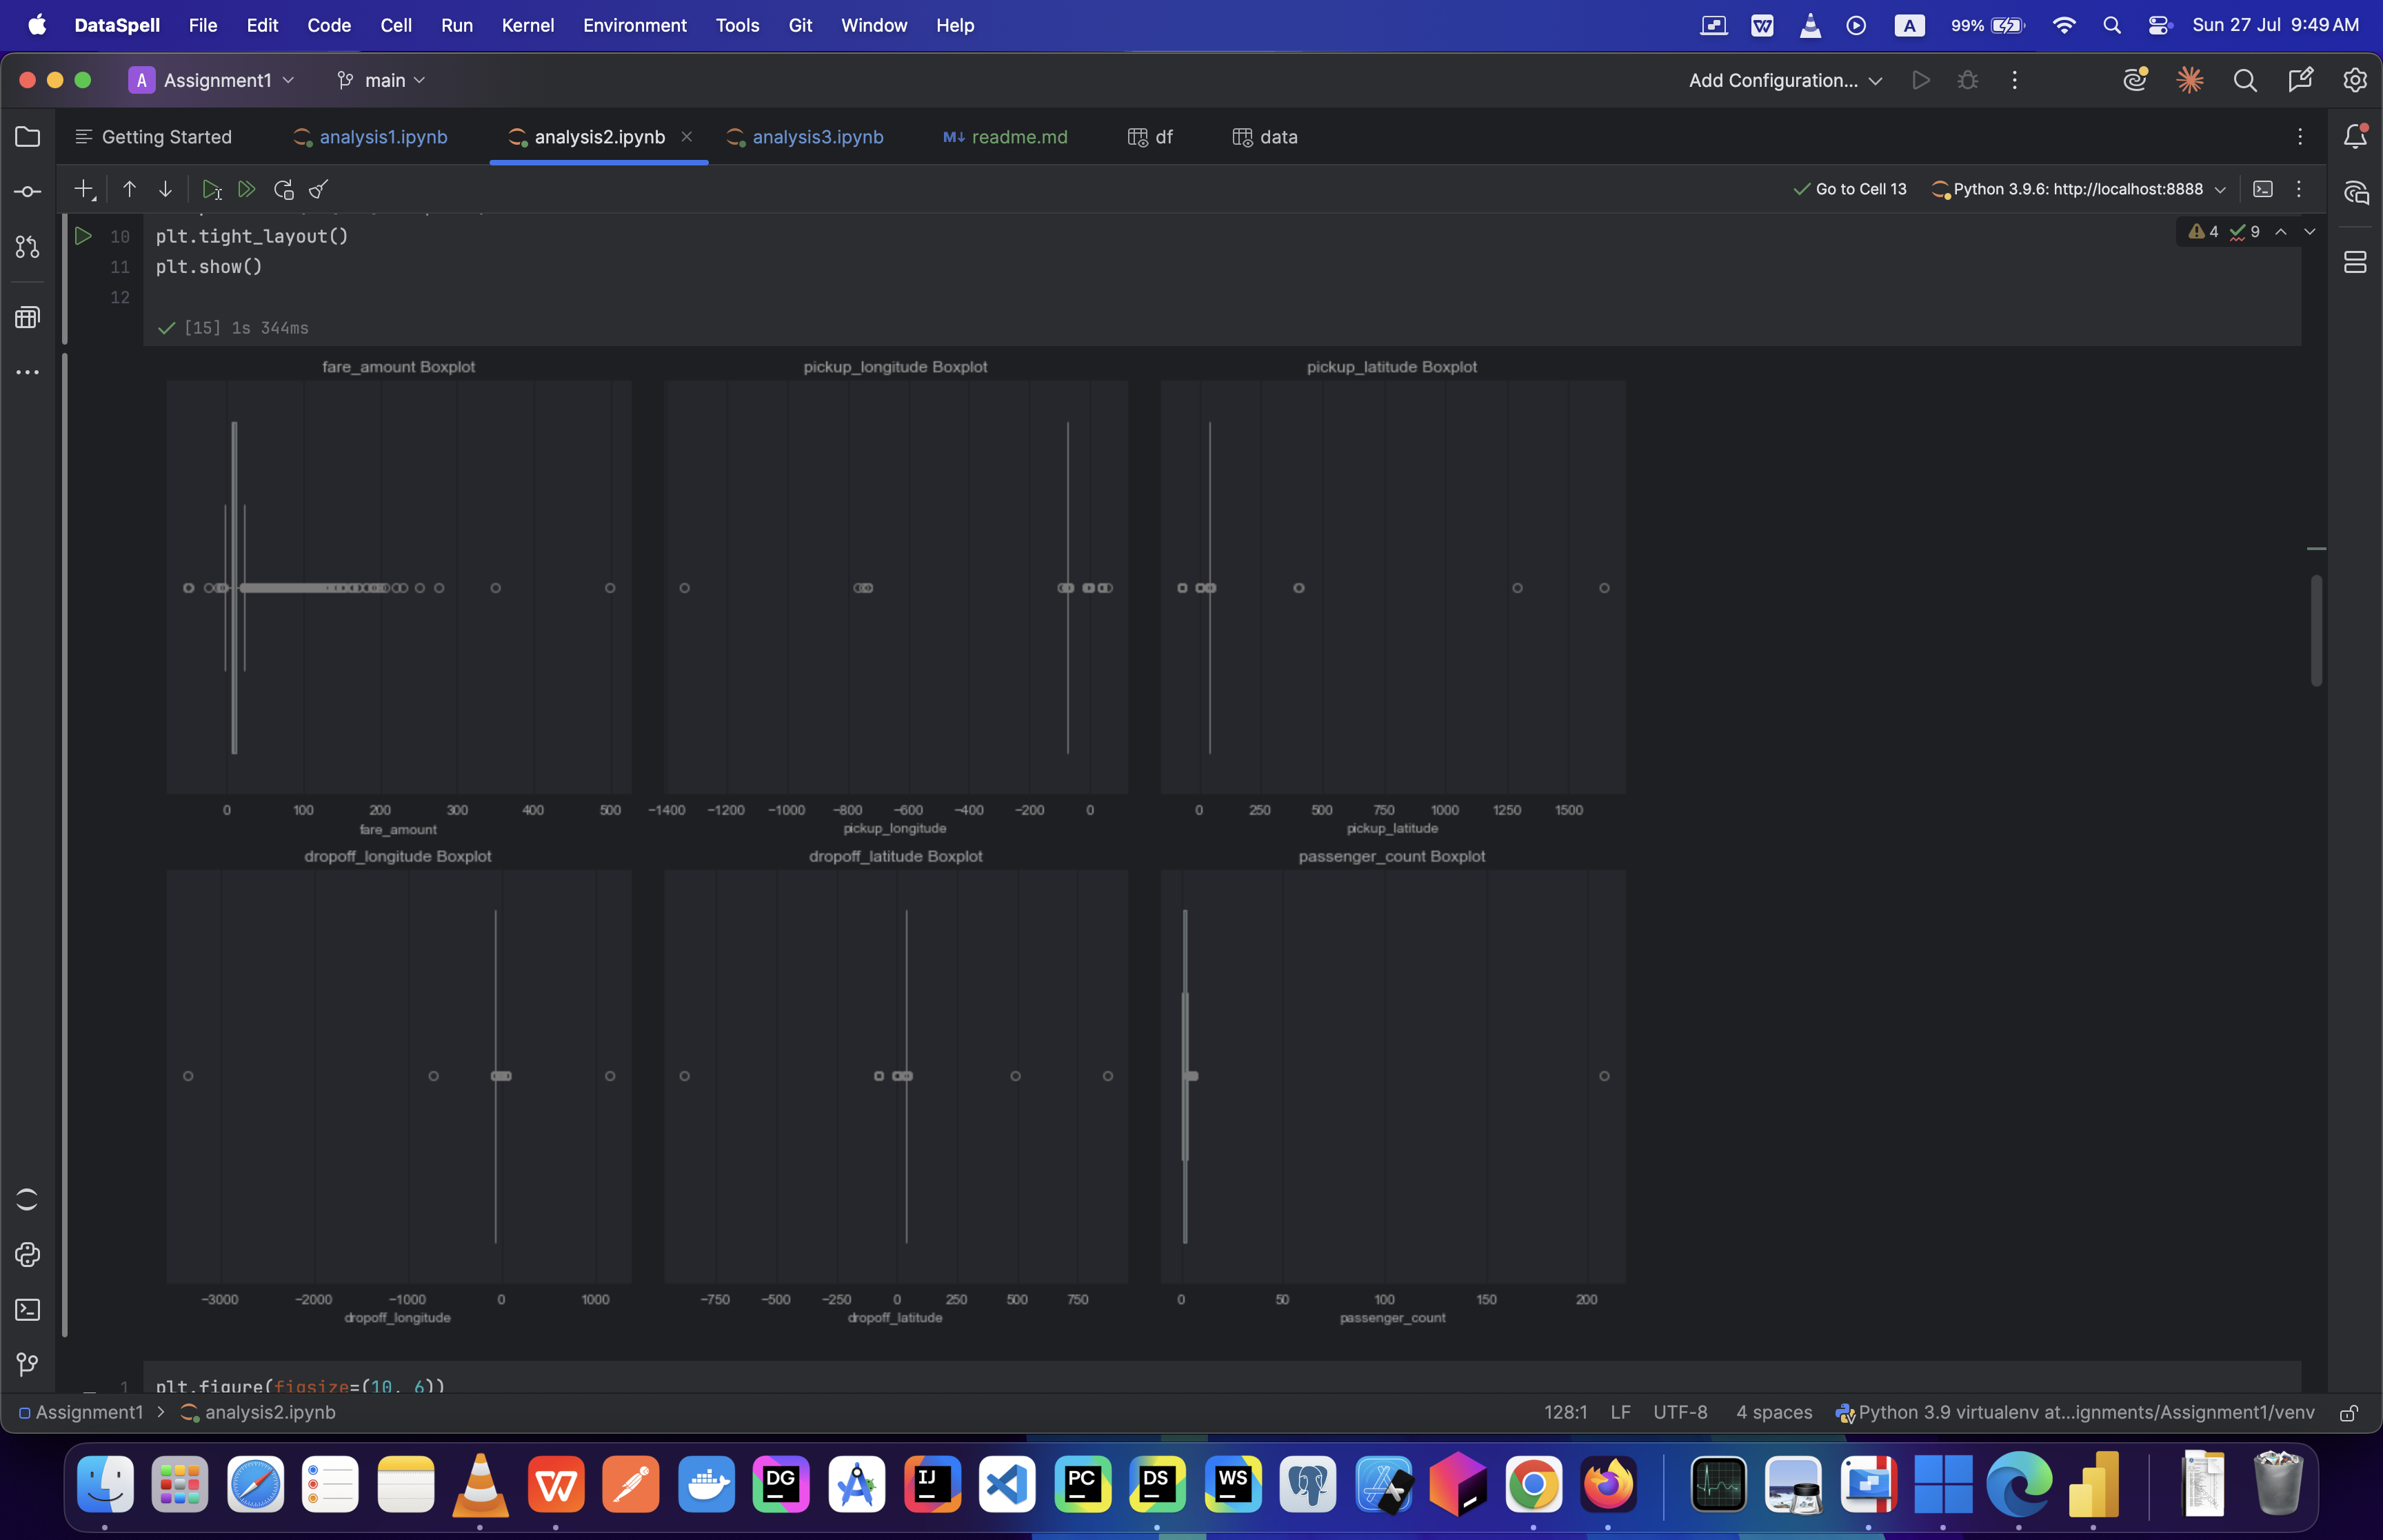 DataSpell File Edit Code Cell Run Kernel Environment Tools Git Window Help A 99% Sun 27 Jul 9:49 AM
A Assignment1 main Add Configuration...
Getting Started analysis1.ipynb analysis2.ipynb analysis3.ipynb M↓ readme.md df data
Go to Cell 13 Python 3.9.6: http://localhost:8888
10 plt.tight_layout() 4 9
11 plt.show()
12
[15] 1s 344ms
fare_amount Boxplot pickup_longitude Boxplot pickup_latitude Boxplot
0 100 200 300 400 500 −1400 −1200 −1000 −800 −600 −400 −200 0 0 250 500 750 1000 1250 1500
fare_amount pickup_longitude pickup_latitude
dropoff_longitude Boxplot dropoff_latitude Boxplot passenger_count Boxplot
−3000 −2000 −1000 0 1000 −750 −500 −250 0 250 500 750 0 50 100 150 200
dropoff_longitude dropoff_latitude passenger_count
1 plt.figure(figsize=(10, 6))
Assignment1 > analysis2.ipynb 128:1 LF UTF-8 4 spaces Python 3.9 virtualenv at...ignments/Assignment1/venv
DG IJ PC DS WS